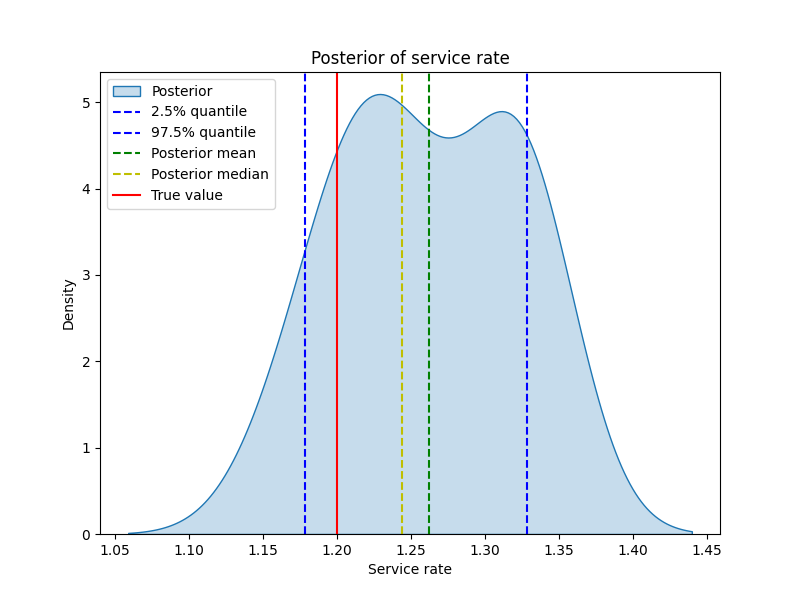 Posterior of service rate
Posterior
2.5% quantile
97.5% quantile
Posterior mean
Posterior median
True value
Density
5
4
3
2
1
0
1.05 1.10 1.15 1.20 1.25 1.30 1.35 1.40 1.45
Service rate